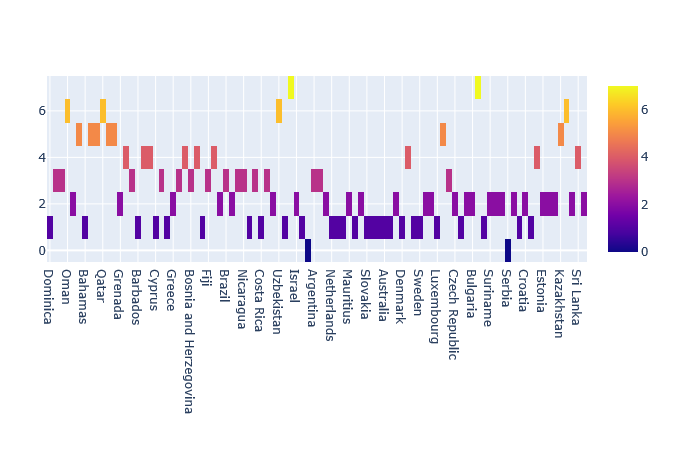 6
4
2
0
6
4
2
0
Dominica
Oman
Bahamas
Qatar
Grenada
Barbados
Cyprus
Greece
Bosnia and Herzegovina
Fiji
Brazil
Nicaragua
Costa Rica
Uzbekistan
Israel
Argentina
Netherlands
Mauritius
Slovakia
Australia
Denmark
Sweden
Luxembourg
Czech Republic
Bulgaria
Suriname
Serbia
Croatia
Estonia
Kazakhstan
Sri Lanka